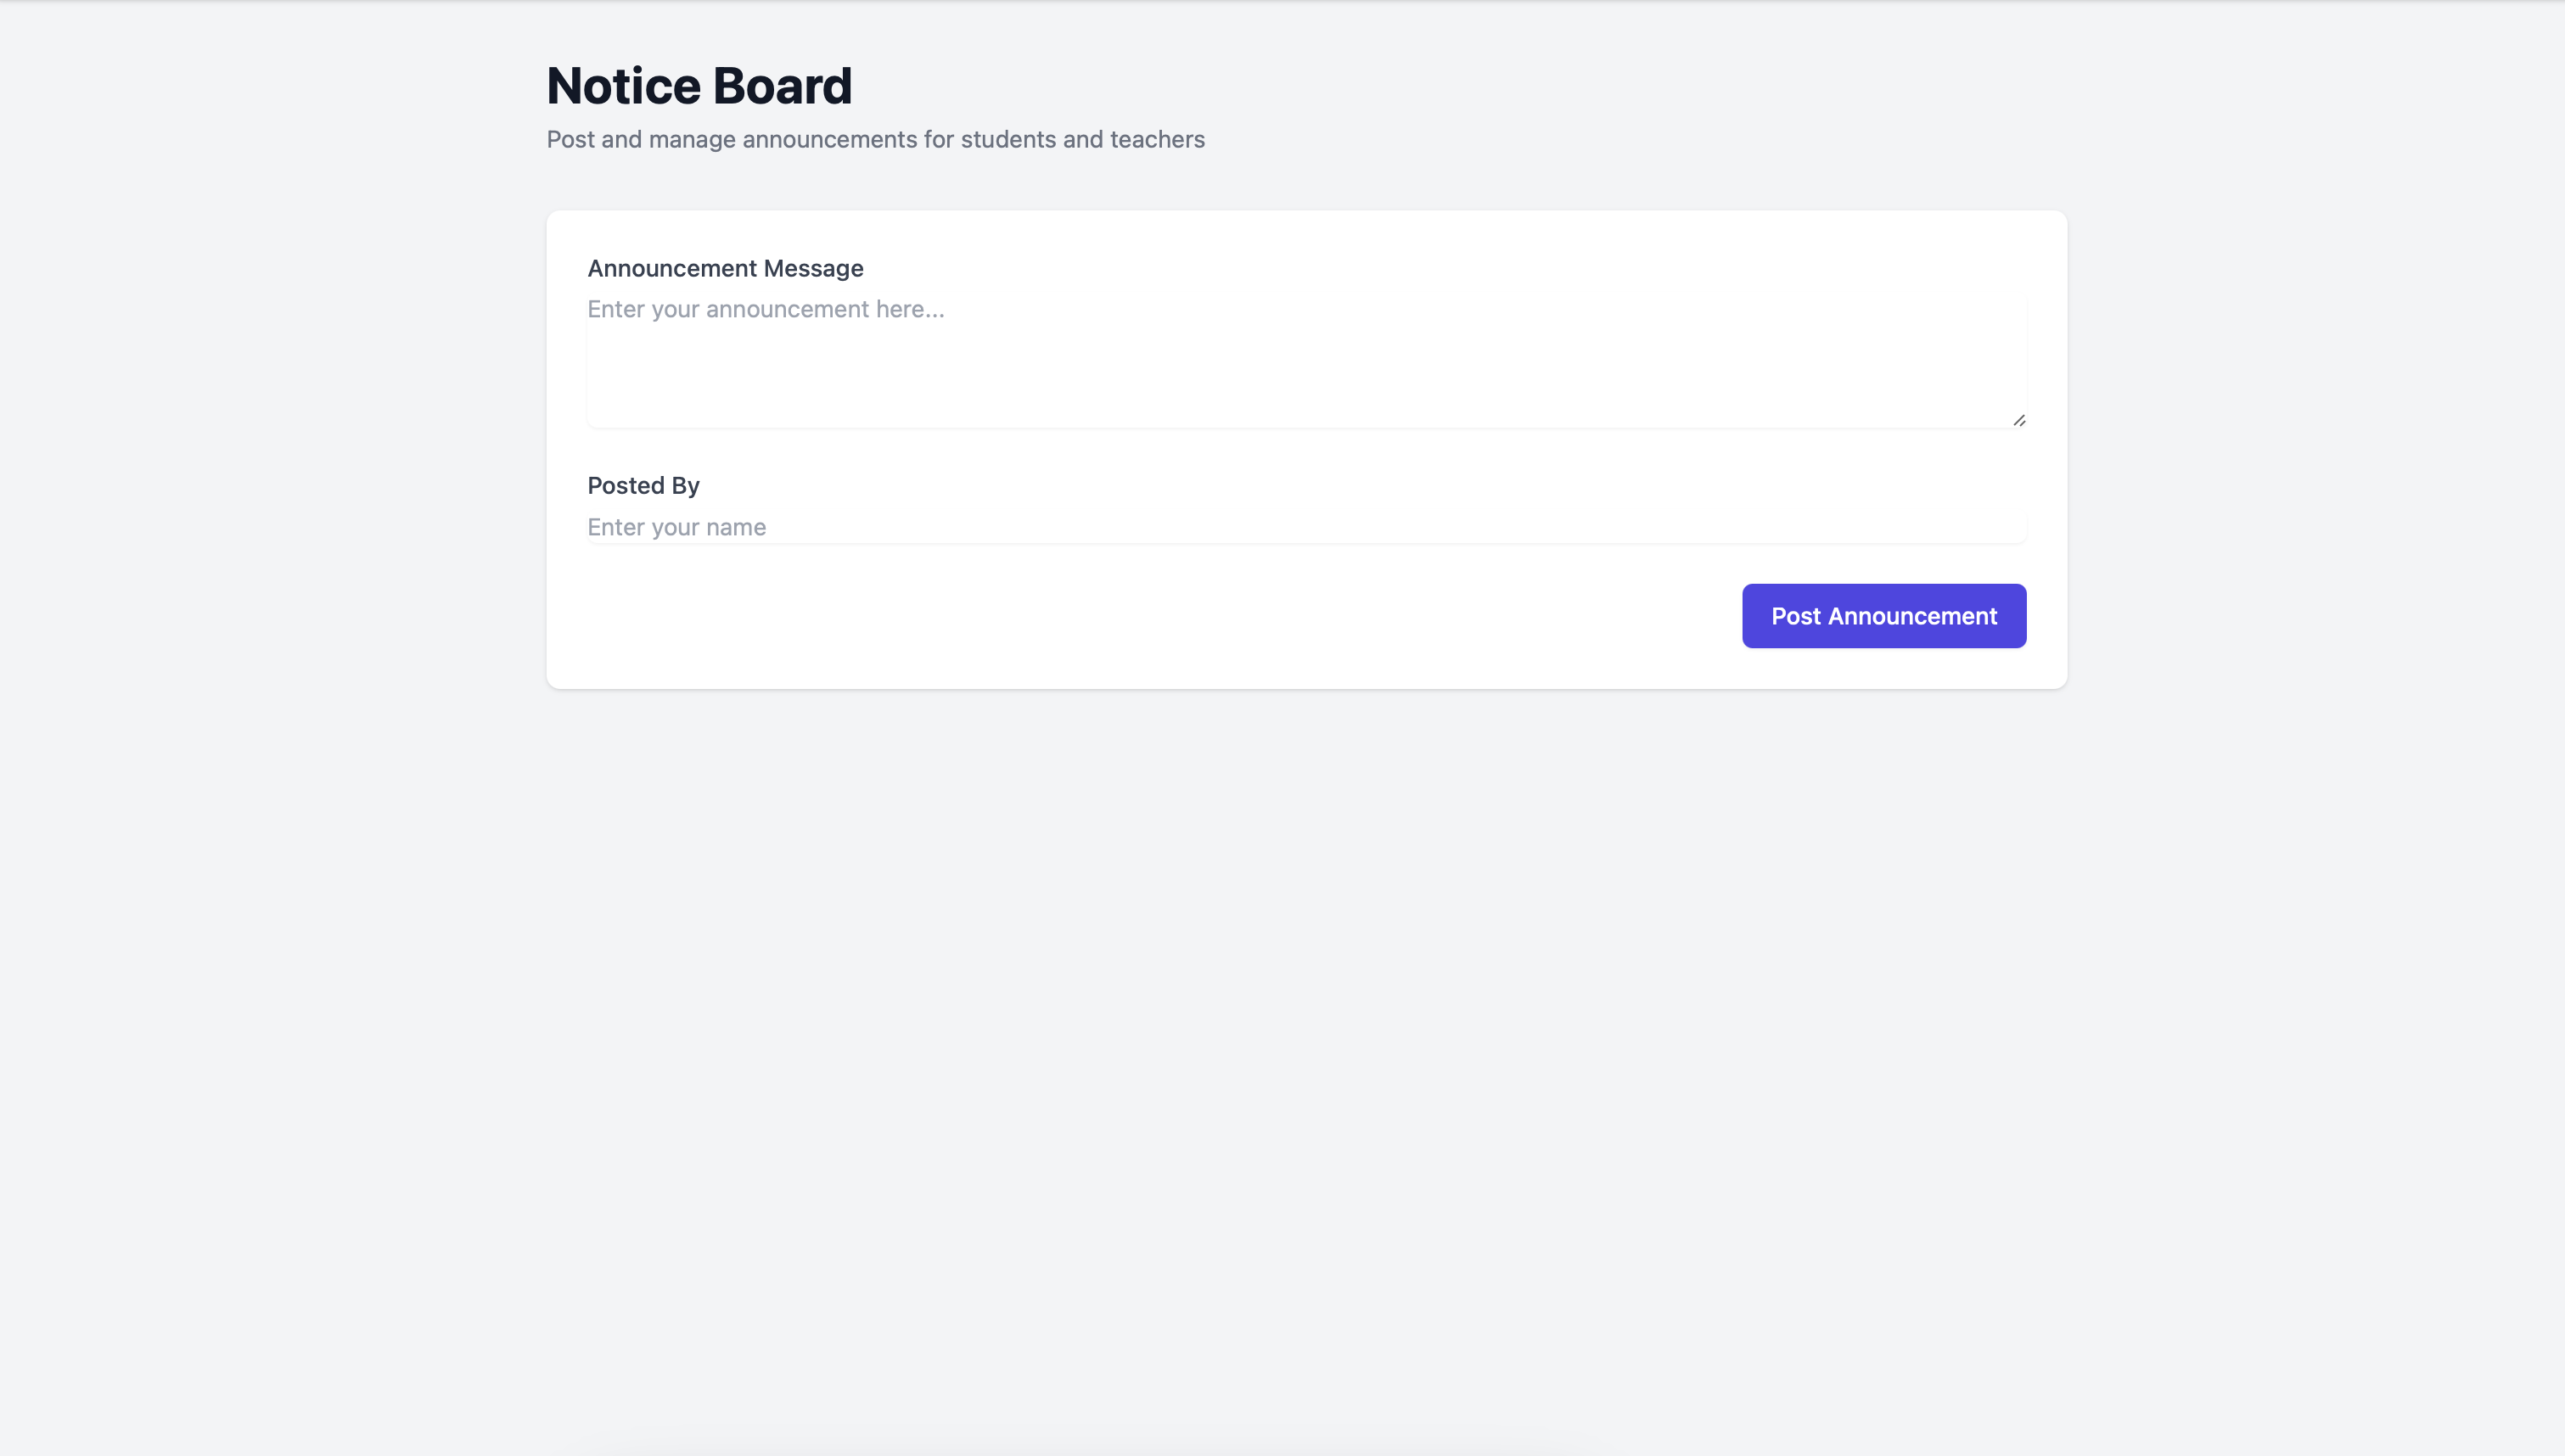 Notice Board
Post and manage announcements for students and teachers
Announcement Message
Enter your announcement here...
Posted By
Enter your name
Post Announcement